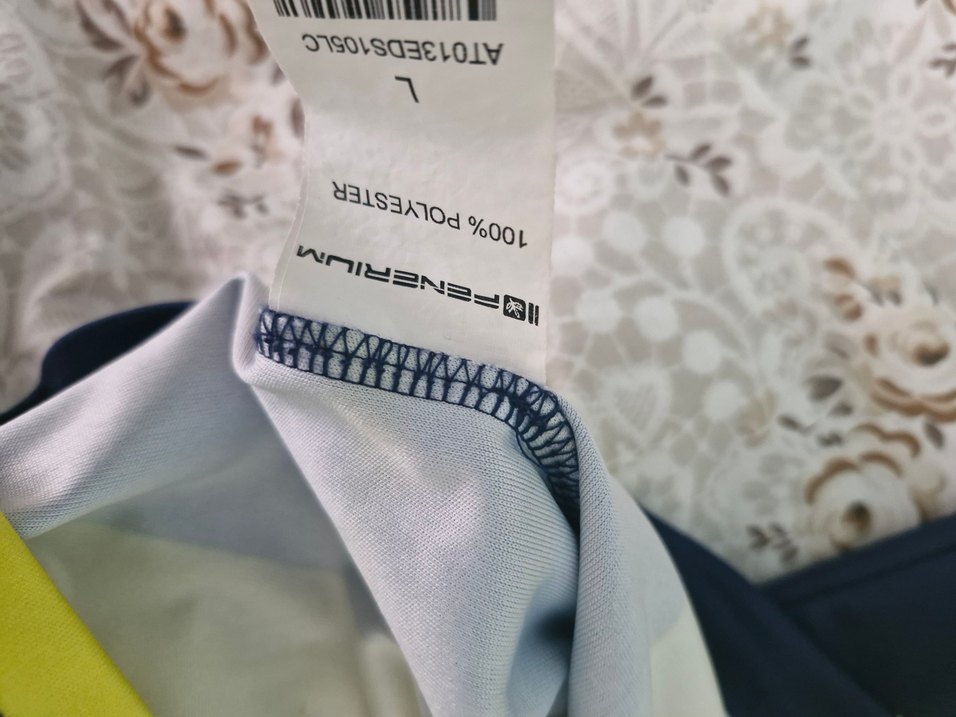 FENERIUM
100% POLYESTER
L
AT013EDS105LC